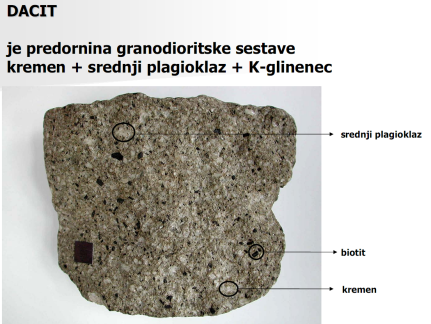 DACIT
je predornina granodioritske sestave
kremen + srednji plagioklaz + K-glinenec
srednji plagioklaz
biotit
kremen